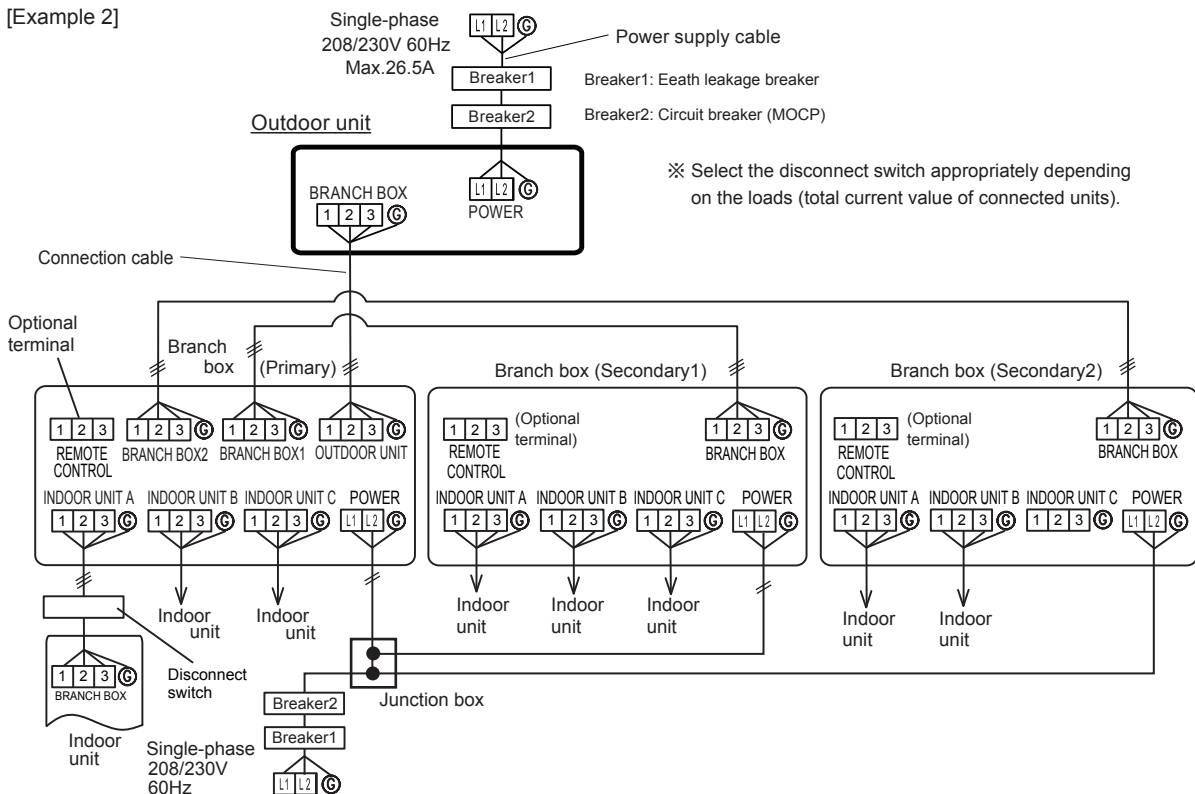 [Example 2]
Single-phase
208/230V 60Hz
Max.26.5A
L1 L2 G
Power supply cable
Breaker1
Breaker1: Eeath leakage breaker
Breaker2
Breaker2: Circuit breaker (MOCP)
Outdoor unit
※ Select the disconnect switch appropriately depending
on the loads (total current value of connected units).
BRANCH BOX
1 2 3 G
L1 L2 G
POWER
Connection cable
Optional
terminal
Branch
box
(Primary)
1 2 3
REMOTE
CONTROL
1 2 3 G
BRANCH BOX2
1 2 3 G
BRANCH BOX1
1 2 3 G
OUTDOOR UNIT
INDOOR UNIT A
1 2 3 G
INDOOR UNIT B
1 2 3 G
INDOOR UNIT C
1 2 3 G
POWER
L1 L2 G
Branch box (Secondary1)
1 2 3
(Optional
terminal)
REMOTE
CONTROL
1 2 3 G
BRANCH BOX
INDOOR UNIT A
1 2 3 G
INDOOR UNIT B
1 2 3 G
INDOOR UNIT C
1 2 3 G
POWER
L1 L2 G
Branch box (Secondary2)
1 2 3
(Optional
terminal)
REMOTE
CONTROL
1 2 3 G
BRANCH BOX
INDOOR UNIT A
1 2 3 G
INDOOR UNIT B
1 2 3 G
INDOOR UNIT C
1 2 3 G
POWER
L1 L2 G
Indoor
unit
Indoor
unit
Indoor
unit
Indoor
unit
Indoor
unit
Indoor
unit
Indoor
unit
Disconnect
switch
1 2 3 G
BRANCH BOX
Indoor
unit
Junction box
Breaker2
Breaker1
Single-phase
208/230V
60Hz
L1 L2 G